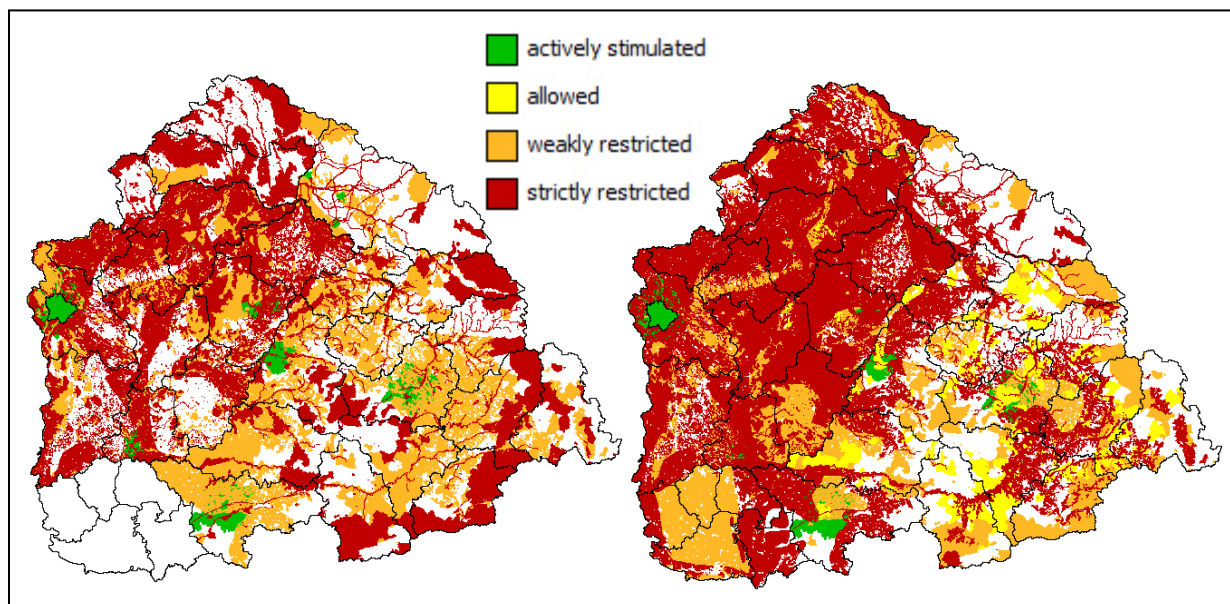 actively stimulated
allowed
weakly restricted
strictly restricted